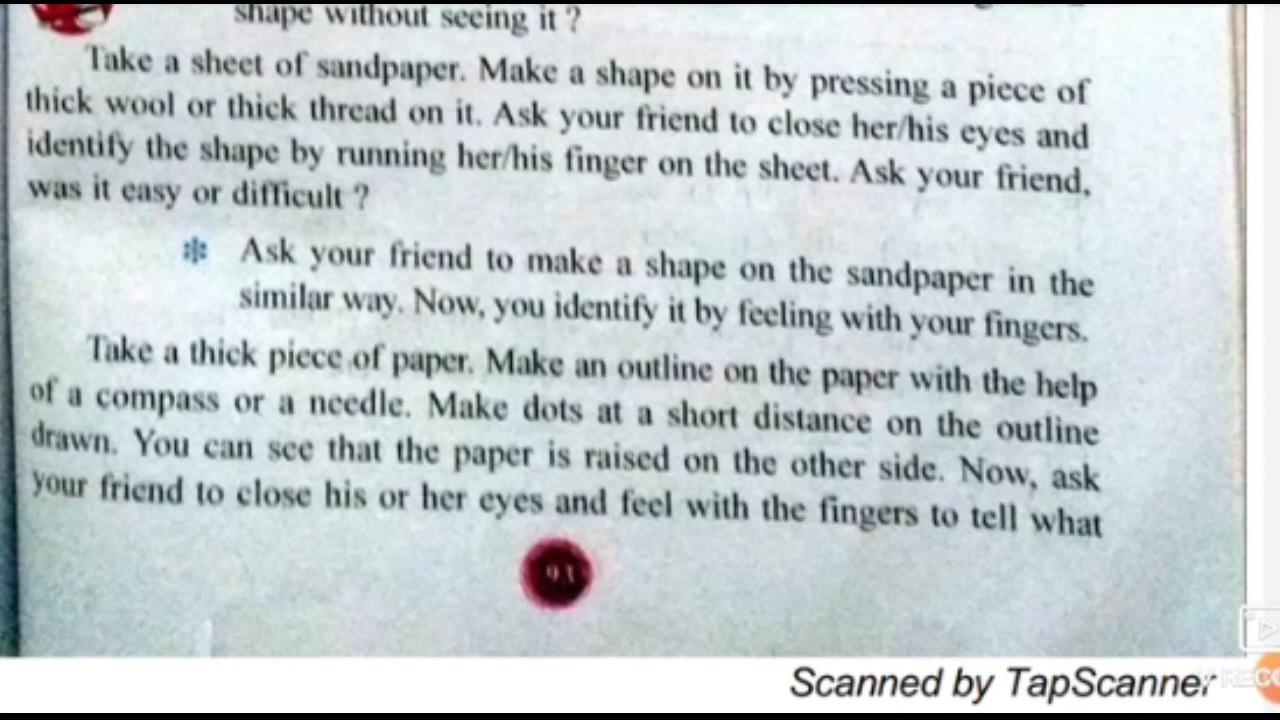 shape without seeing it ?
Take a sheet of sandpaper. Make a shape on it by pressing a piece of
thick wool or thick thread on it. Ask your friend to close her/his eyes and
identify the shape by running her/his finger on the sheet. Ask your friend,
was it easy or difficult ?
* Ask your friend to make a shape on the sandpaper in the
similar way. Now, you identify it by feeling with your fingers.
Take a thick piece of paper. Make an outline on the paper with the help
of a compass or a needle. Make dots at a short distance on the outline
drawn. You can see that the paper is raised on the other side. Now, ask
your friend to close his or her eyes and feel with the fingers to tell what
93
Scanned by TapScanner